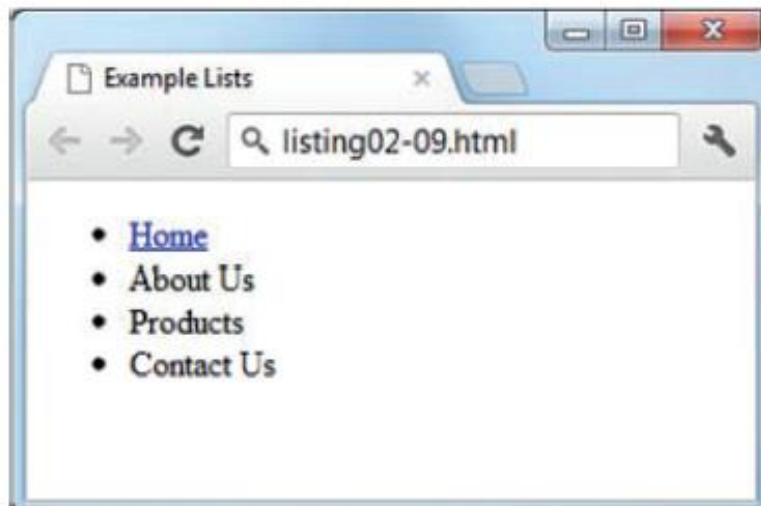 Example Lists
listing02-09.html
Home
About Us
Products
Contact Us